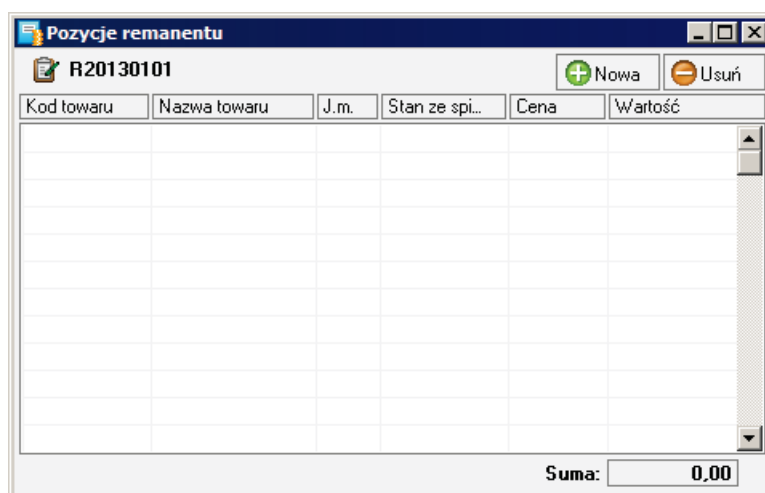 Pozycje remanentu
R20130101 Nowa Usuń
Kod towaru Nazwa towaru J.m. Stan ze spi... Cena Wartość
Suma: 0,00